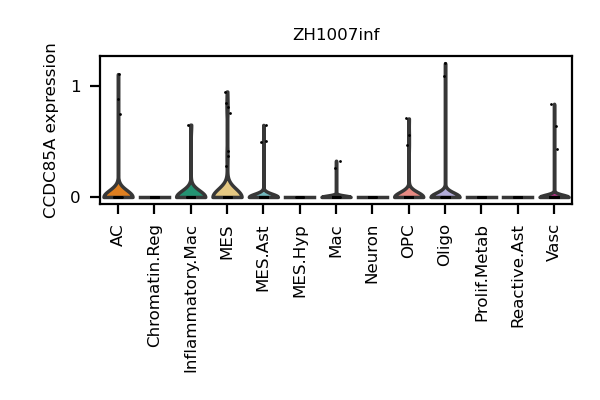 ZH1007inf
CCDC85A expression
1
0
AC
Chromatin.Reg
Inflammatory.Mac
MES
MES.Ast
MES.Hyp
Mac
Neuron
OPC
Oligo
Prolif.Metab
Reactive.Ast
Vasc